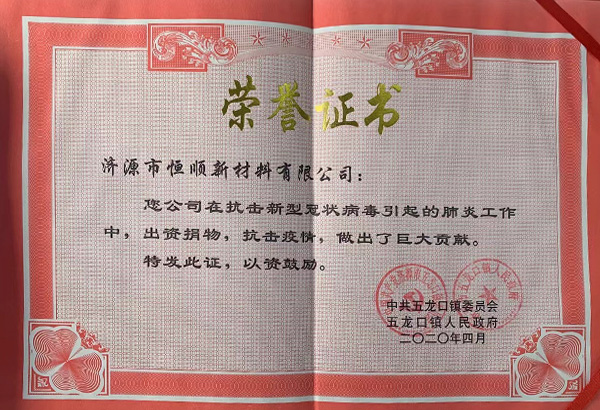 荣誉证书
济源市恒顺新材料有限公司：
您公司在抗击新型冠状病毒引起的肺炎工作
中，出资捐物，抗击疫情，做出了巨大贡献。
特发此证，以资鼓励。
中共五龙口镇委员会
五龙口镇人民政府
二〇二〇年四月